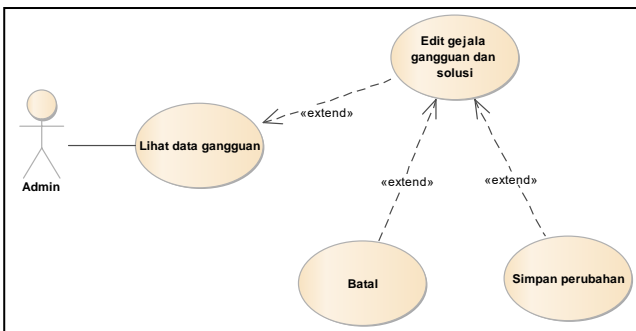 Edit gejala
gangguan dan
solusi
«extend»
Lihat data gangguan
Admin
«extend»
«extend»
Batal
Simpan perubahan